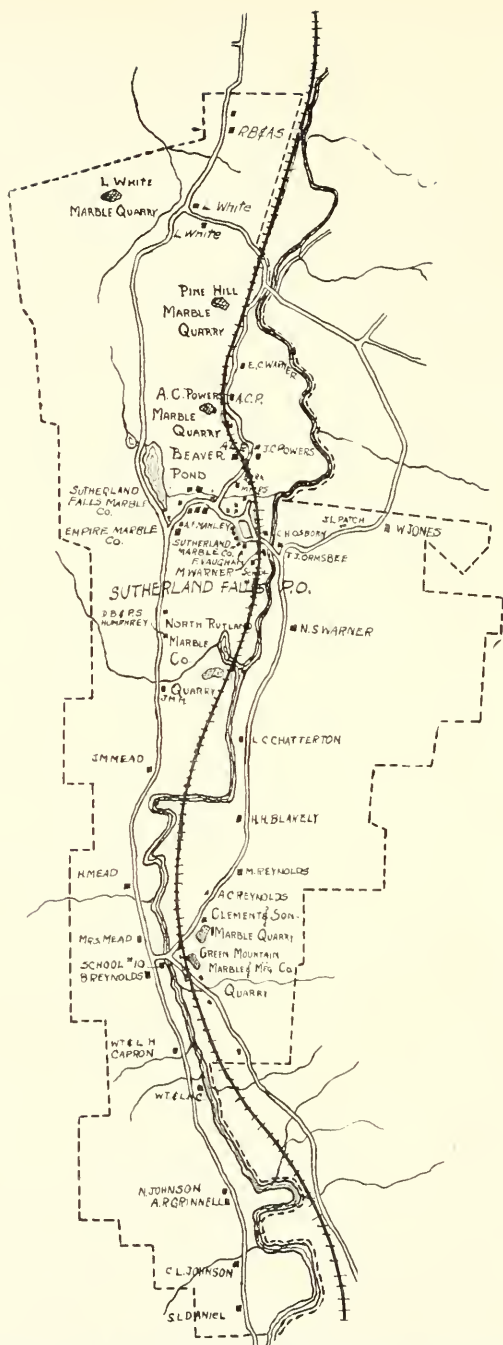 RB&AS
L WHITE
MARBLE QUARRY
L White
L White
PINE HILL
MARBLE
QUARRY
E.C. WARNER
A.C. POWERS
A.C.P.
MARBLE
QUARRY
J.C POWERS
BEAVER
POND
SUTHERLAND
FALLS MARBLE
CO.
J.L PATCH
W JONES
EMPIRE MARBLE
CO.
C H OSBORN
T.J. ORMSBEE
SUTHERLAND
MARBLE CO.
F. VAUGHAN
M WARNER
SUTHERLAND FALLS P.O.
D B & P.S
HUMPHREY
NORTH RUTLAND
MARBLE
CO
QUARRY
N.S WARNER
J M M.
L C CHATTERTON
J M MEAD
H.H. BLAKELY
M. REYNOLDS
H. MEAD
A C REYNOLDS
CLEMENT & SON
MARBLE QUARRY
MRS MEAD
GREEN MOUNTAIN
MARBLE & MFG CO
QUARRY
SCHOOL #10
B REYNOLDS
WT & L H
CAPRON
WT & L H C
N. JOHNSON
A. R GRINNELL
C L. JOHNSON
S L DANIEL